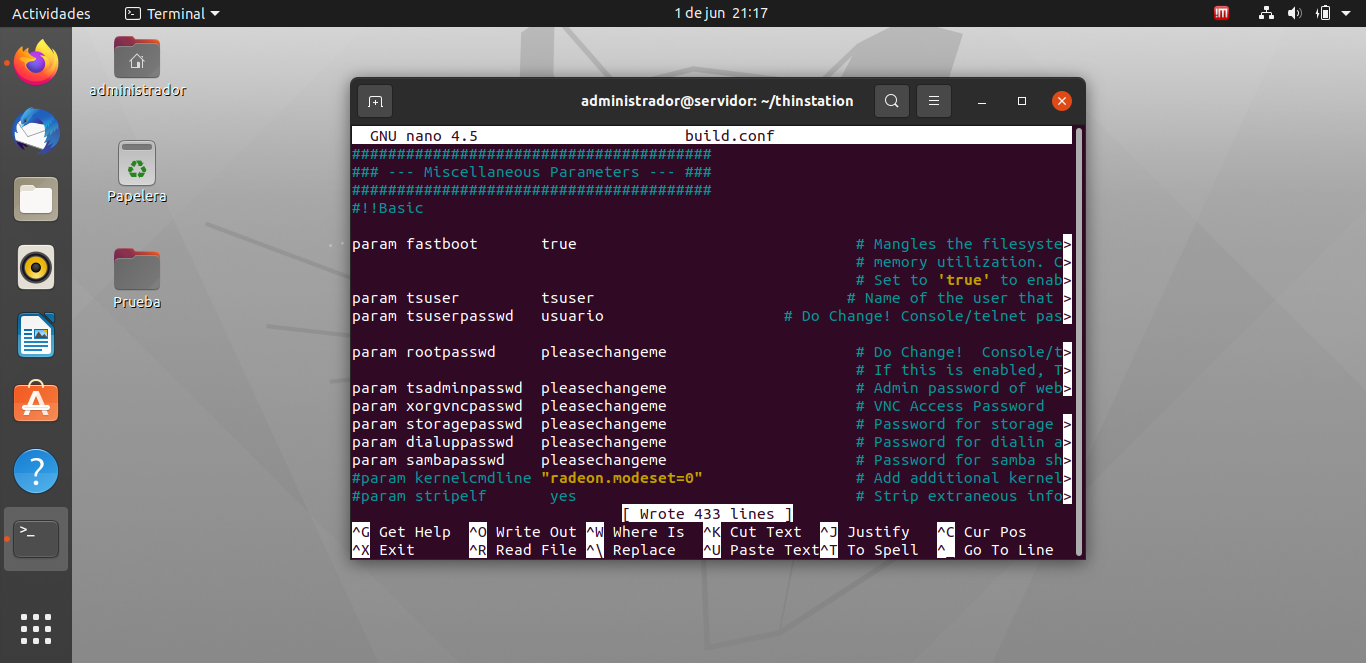 Actividades
Terminal
1 de jun 21:17
administrador
Papelera
Prueba
administrador@servidor: ~/thinstation
GNU nano 4.5 build.conf
########################################
### --- Miscellaneous Parameters --- ###
########################################
#!!Basic
param fastboot true # Mangles the filesyste>
# memory utilization. C>
# Set to 'true' to enab>
param tsuser tsuser # Name of the user that >
param tsuserpasswd usuario # Do Change! Console/telnet pas>
param rootpasswd pleasechangeme # Do Change! Console/t>
# If this is enabled, T>
param tsadminpasswd pleasechangeme # Admin password of web>
param xorgvncpasswd pleasechangeme # VNC Access Password
param storagepasswd pleasechangeme # Password for storage >
param dialuppasswd pleasechangeme # Password for dialin a>
param sambapasswd pleasechangeme # Password for samba sh>
#param kernelcmdline "radeon.modeset=0" # Add additional kernel>
#param stripelf yes # Strip extraneous info>
[ Wrote 433 lines ]
^G Get Help ^O Write Out ^W Where Is ^K Cut Text ^J Justify ^C Cur Pos
^X Exit ^R Read File ^\ Replace ^U Paste Text^T To Spell ^_ Go To Line